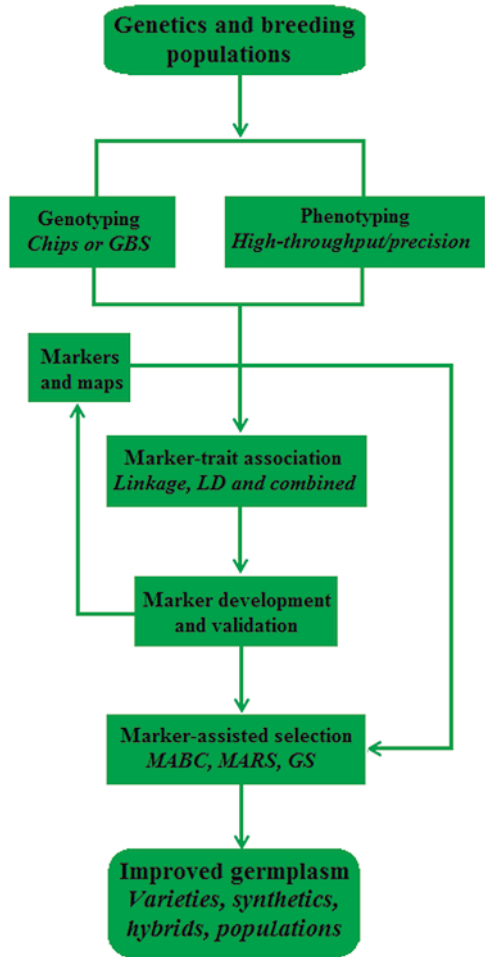 Genetics and breeding
populations
Genotyping
Chips or GBS
Phenotyping
High-throughput/precision
Markers
and maps
Marker-trait association
Linkage, LD and combined
Marker development
and validation
Marker-assisted selection
MABC, MARS, GS
Improved germplasm
Varieties, synthetics,
hybrids, populations